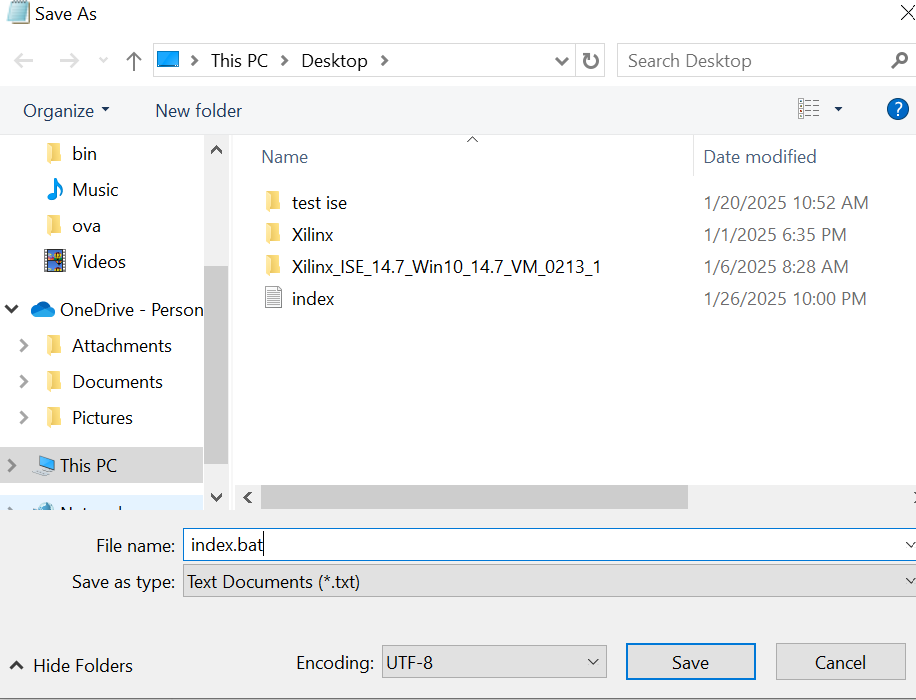 Save As
This PC
Desktop
Search Desktop
Organize
New folder
?
bin
Music
ova
Videos
OneDrive - Person
Attachments
Documents
Pictures
This PC
Name
Date modified
test ise
1/20/2025 10:52 AM
Xilinx
1/1/2025 6:35 PM
Xilinx_ISE_14.7_Win10_14.7_VM_0213_1
1/6/2025 8:28 AM
index
1/26/2025 10:00 PM
File name: index.bat
Save as type: Text Documents (*.txt)
Hide Folders
Encoding: UTF-8
Save
Cancel